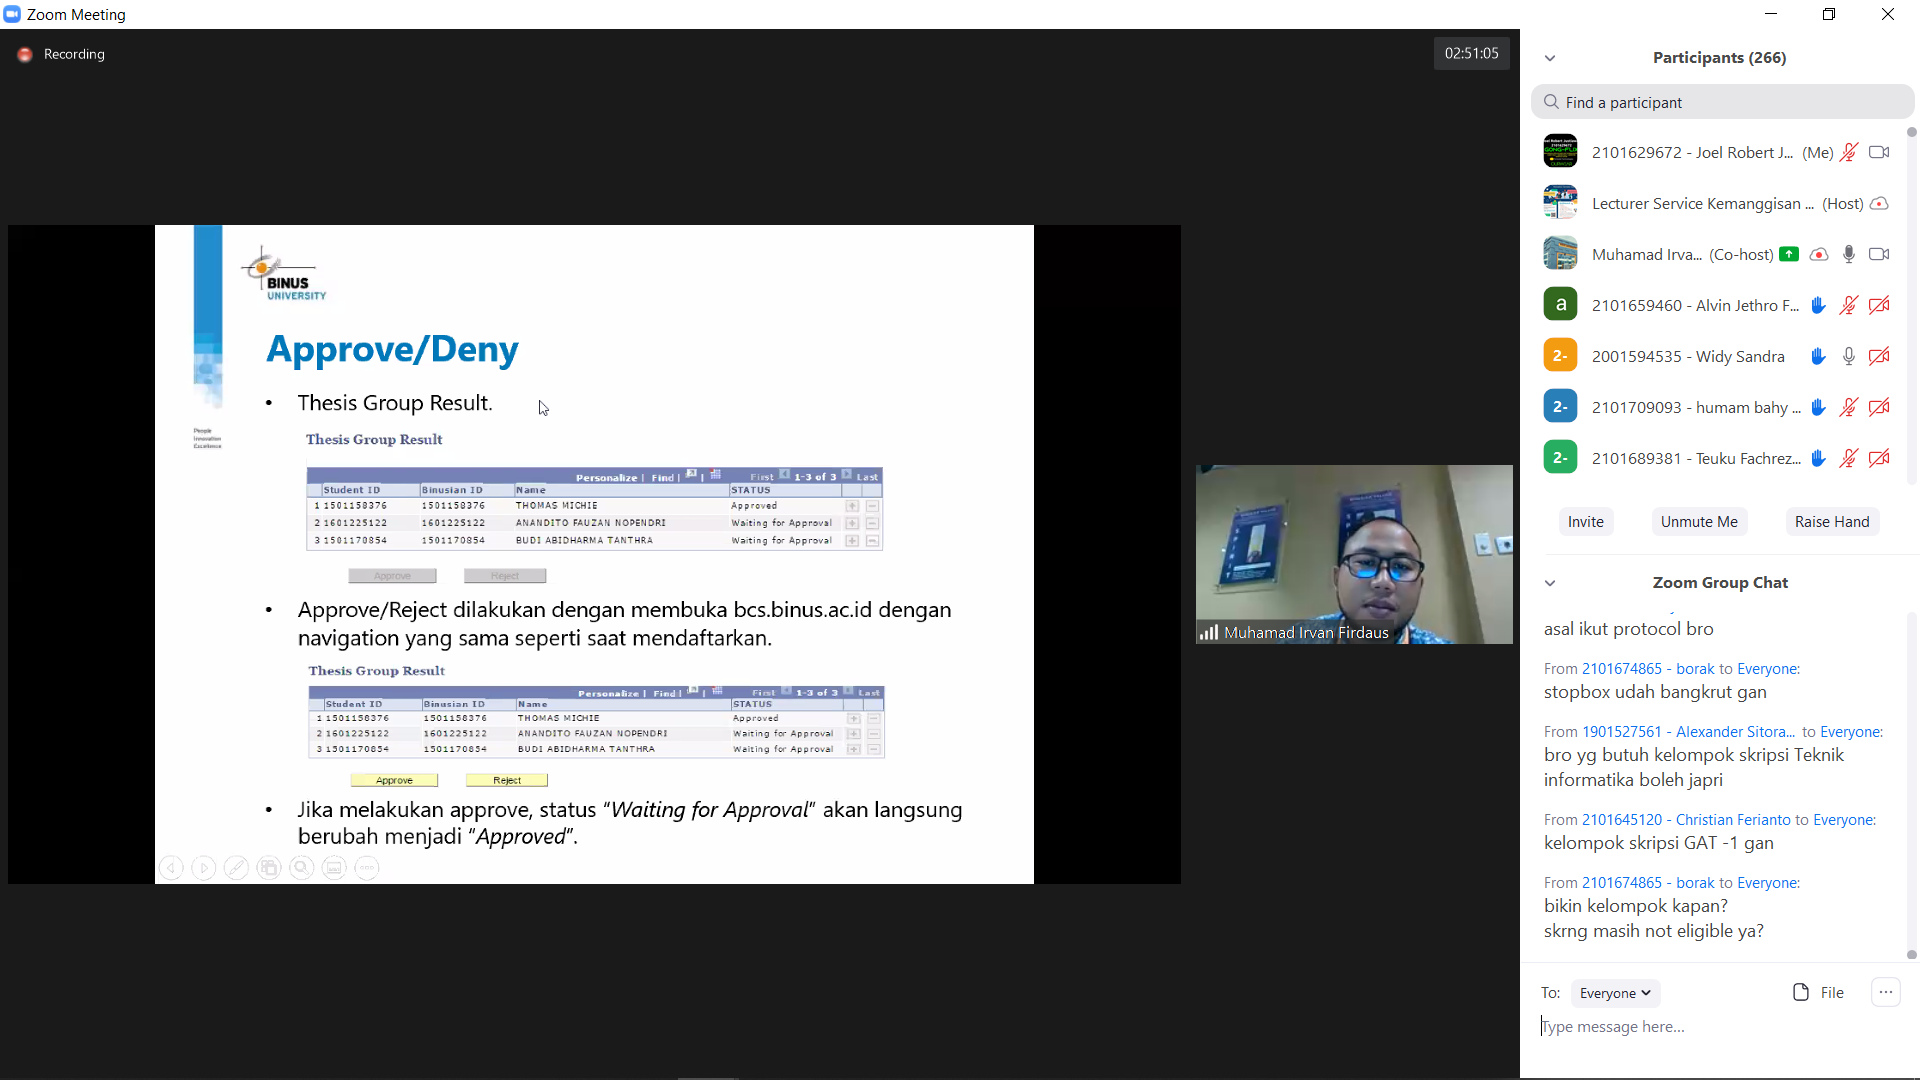 Zoom Meeting
Recording
02:51:05
BINUS
UNIVERSITY
People
Innovation
Excellence
Approve/Deny
• Thesis Group Result.
Thesis Group Result
Personalize | Find | | First 1-3 of 3 Last
Student ID Binusian ID Name STATUS
1 1501158376 1501158376 THOMAS MICHIE Approved
2 1601225122 1601225122 ANANDITO FAUZAN NOPENDRI Waiting for Approval
3 1501170854 1501170854 BUDI ABIDHARMA TANTHRA Waiting for Approval
Approve Reject
• Approve/Reject dilakukan dengan membuka bcs.binus.ac.id dengan
navigation yang sama seperti saat mendaftarkan.
Thesis Group Result
Personalize | Find | | First 1-3 of 3 Last
Student ID Binusian ID Name STATUS
1 1501158376 1501158376 THOMAS MICHIE Approved
2 1601225122 1601225122 ANANDITO FAUZAN NOPENDRI Waiting for Approval
3 1501170854 1501170854 BUDI ABIDHARMA TANTHRA Waiting for Approval
Approve Reject
• Jika melakukan approve, status “Waiting for Approval” akan langsung
berubah menjadi “Approved”.
Muhamad Irvan Firdaus
Participants (266)
Find a participant
2101629672 - Joel Robert J... (Me)
Lecturer Service Kemanggisan ... (Host)
Muhamad Irva... (Co-host)
a 2101659460 - Alvin Jethro F...
2- 2001594535 - Widy Sandra
2- 2101709093 - humam bahy ...
2- 2101689381 - Teuku Fachrez...
Invite Unmute Me Raise Hand
Zoom Group Chat
asal ikut protocol bro
From 2101674865 - borak to Everyone:
stopbox udah bangkrut gan
From 1901527561 - Alexander Sitora... to Everyone:
bro yg butuh kelompok skripsi Teknik
informatika boleh japri
From 2101645120 - Christian Ferianto to Everyone:
kelompok skripsi GAT -1 gan
From 2101674865 - borak to Everyone:
bikin kelompok kapan?
skrng masih not eligible ya?
To: Everyone File ...
Type message here...